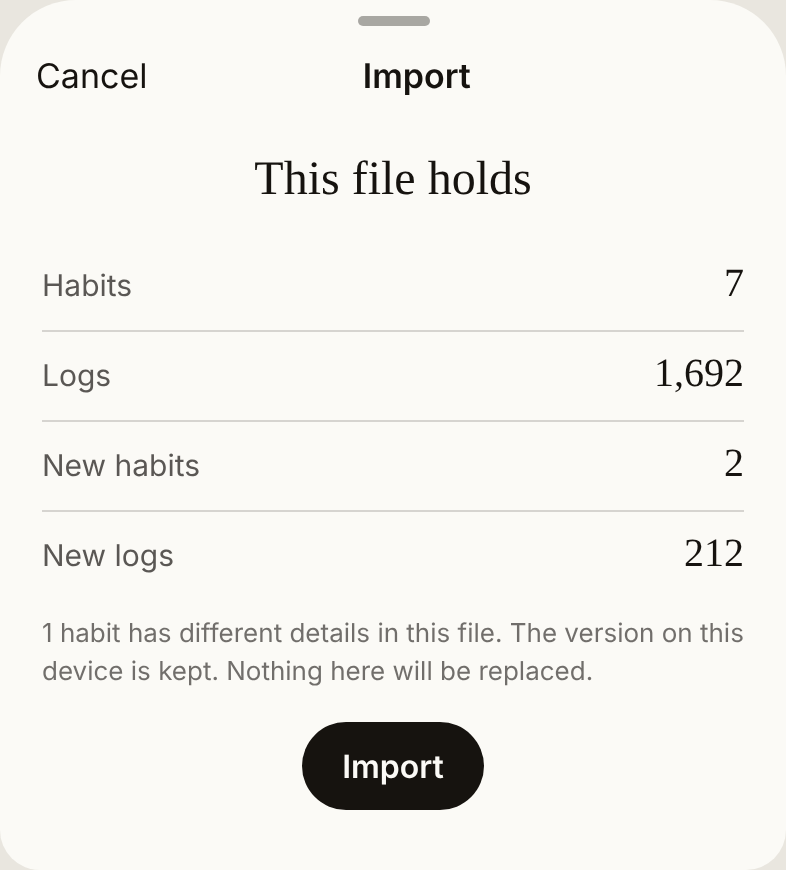 Cancel
Import
This file holds
Habits 7
Logs 1,692
New habits 2
New logs 212
1 habit has different details in this file. The version on this
device is kept. Nothing here will be replaced.
Import